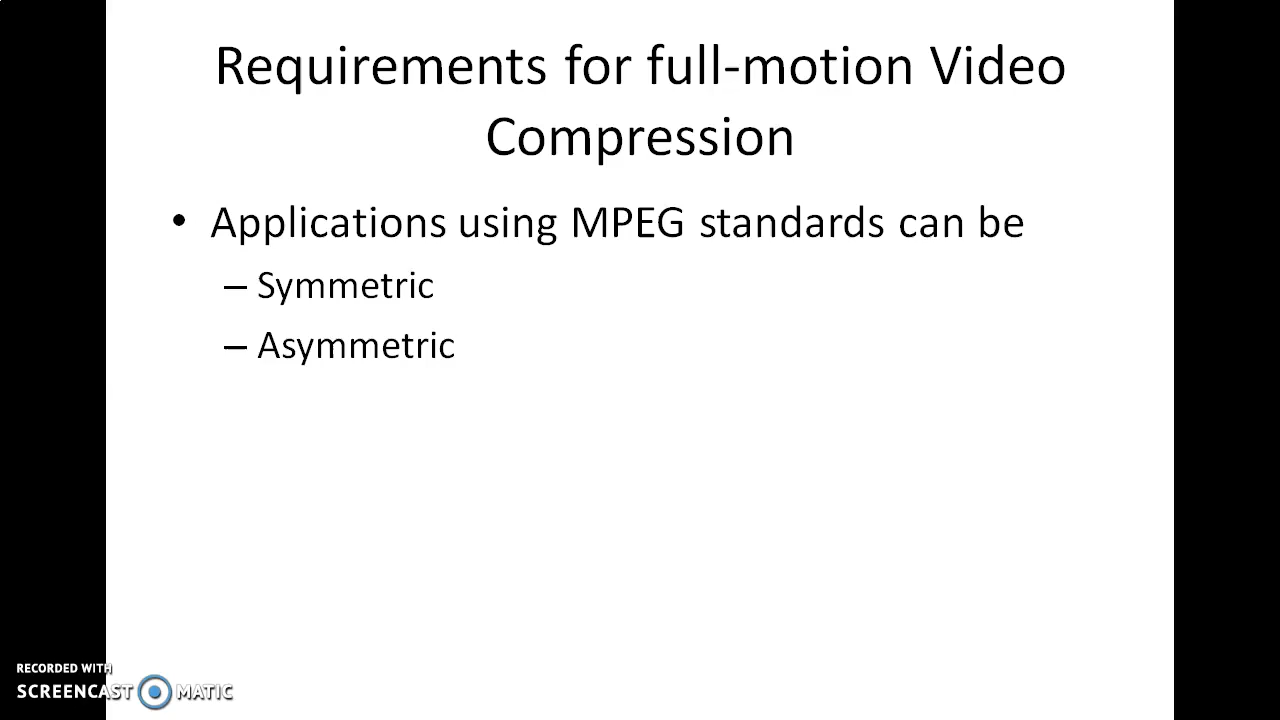 Requirements for full-motion Video
Compression
• Applications using MPEG standards can be
– Symmetric
– Asymmetric
RECORDED WITH
SCREENCAST MATIC